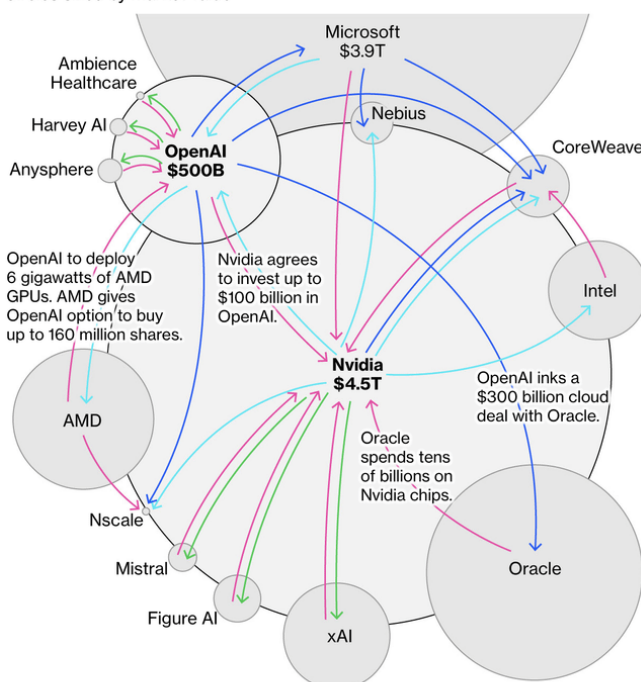 Microsoft
$3.9T
Ambience
Healthcare
Harvey AI
Anysphere
OpenAI
$500B
Nebius
CoreWeave
OpenAI to deploy
6 gigawatts of AMD
GPUs. AMD gives
OpenAI option to buy
up to 160 million shares.
Nvidia agrees
to invest up to
$100 billion in
OpenAI.
Intel
Nvidia
$4.5T
OpenAI inks a
$300 billion cloud
deal with Oracle.
AMD
Oracle
spends tens
of billions on
Nvidia chips.
Nscale
Mistral
Figure AI
xAI
Oracle